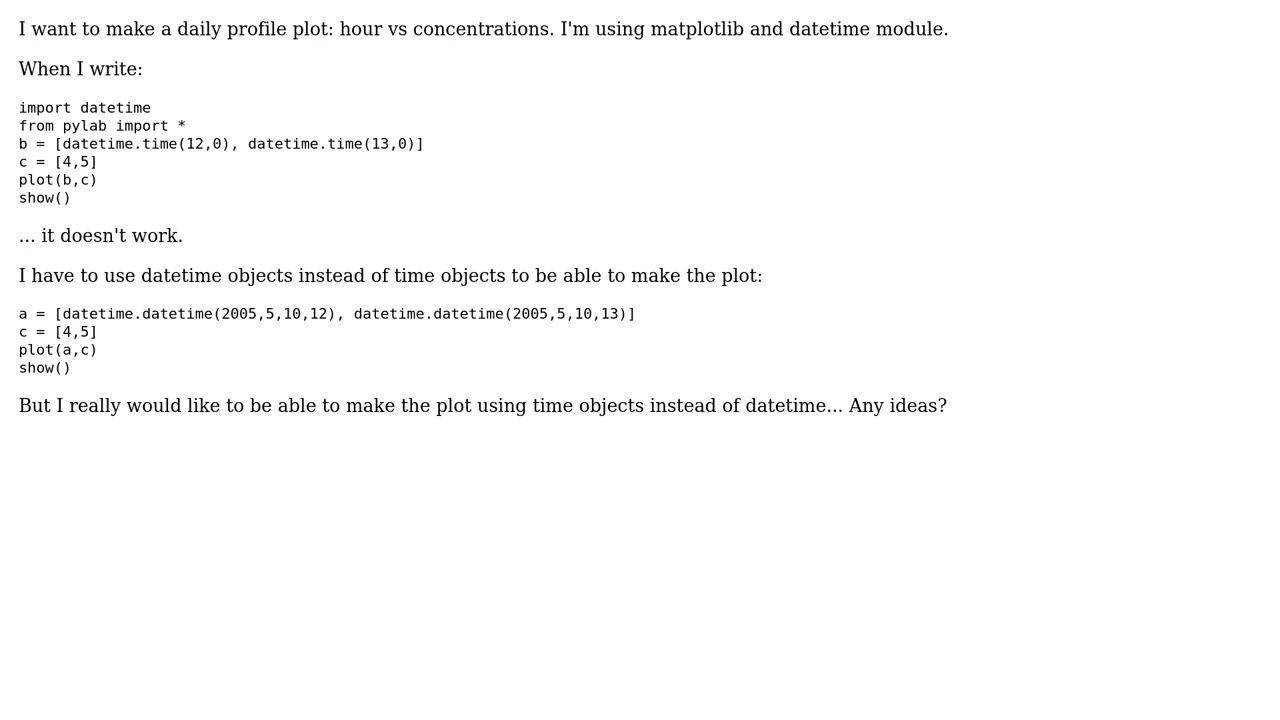 I want to make a daily profile plot: hour vs concentrations. I'm using matplotlib and datetime module.
When I write:
import datetime
from pylab import *
b = [datetime.time(12,0), datetime.time(13,0)]
c = [4,5]
plot(b,c)
show()
... it doesn't work.
I have to use datetime objects instead of time objects to be able to make the plot:
a = [datetime.datetime(2005,5,10,12), datetime.datetime(2005,5,10,13)]
c = [4,5]
plot(a,c)
show()
But I really would like to be able to make the plot using time objects instead of datetime... Any ideas?